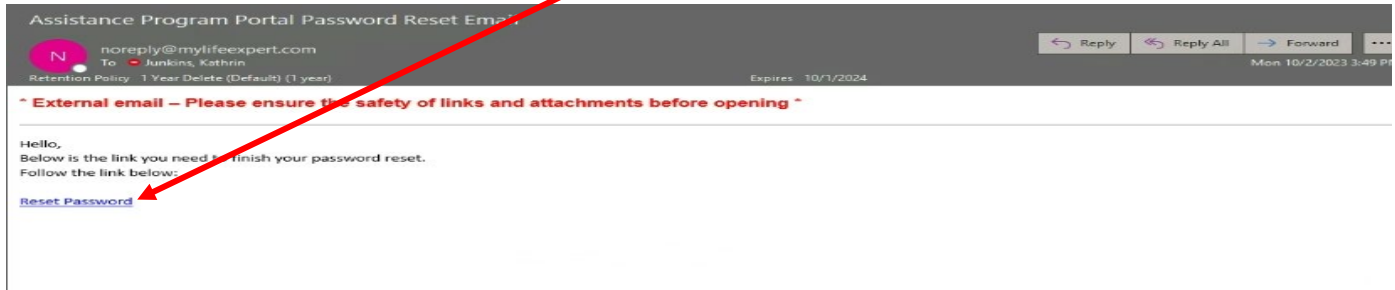 Assistance Program Portal Password Reset Email
N
noreply@mylifeexpert.com
To Junkins, Kathrin
Reply Reply All Forward ...
Mon 10/2/2023 3:49 PM
Retention Policy 1 Year Delete (Default) (1 year) Expires 10/1/2024
* External email – Please ensure the safety of links and attachments before opening *
Hello,
Below is the link you need to finish your password reset.
Follow the link below:
Reset Password